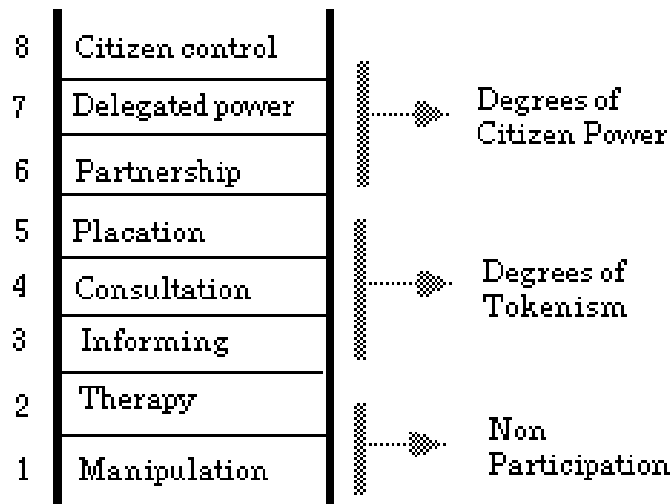 8 Citizen control
7 Delegated power
Degrees of
Citizen Power
6 Partnership
5 Placation
4 Consultation
Degrees of
Tokenism
3 Informing
2 Therapy
1 Manipulation
Non
Participation